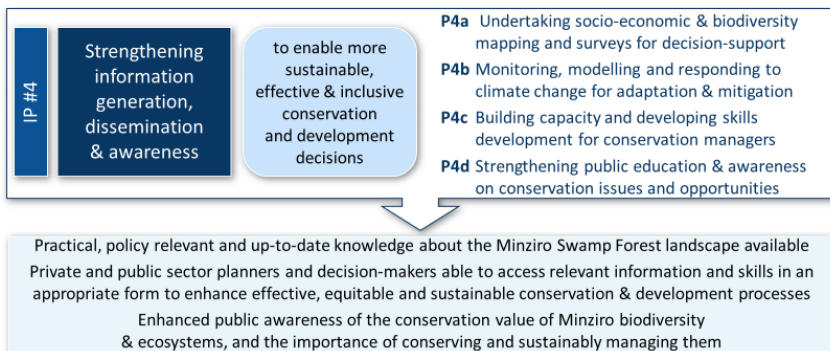 IP #4
Strengthening
information
generation,
dissemination
& awareness
to enable more
sustainable,
effective & inclusive
conservation
and development
decisions
P4a Undertaking socio-economic & biodiversity
mapping and surveys for decision-support
P4b Monitoring, modelling and responding to
climate change for adaptation & mitigation
P4c Building capacity and developing skills
development for conservation managers
P4d Strengthening public education & awareness
on conservation issues and opportunities
Practical, policy relevant and up-to-date knowledge about the Minziro Swamp Forest landscape available
Private and public sector planners and decision-makers able to access relevant information and skills in an
appropriate form to enhance effective, equitable and sustainable conservation & development processes
Enhanced public awareness of the conservation value of Minziro biodiversity
& ecosystems, and the importance of conserving and sustainably managing them